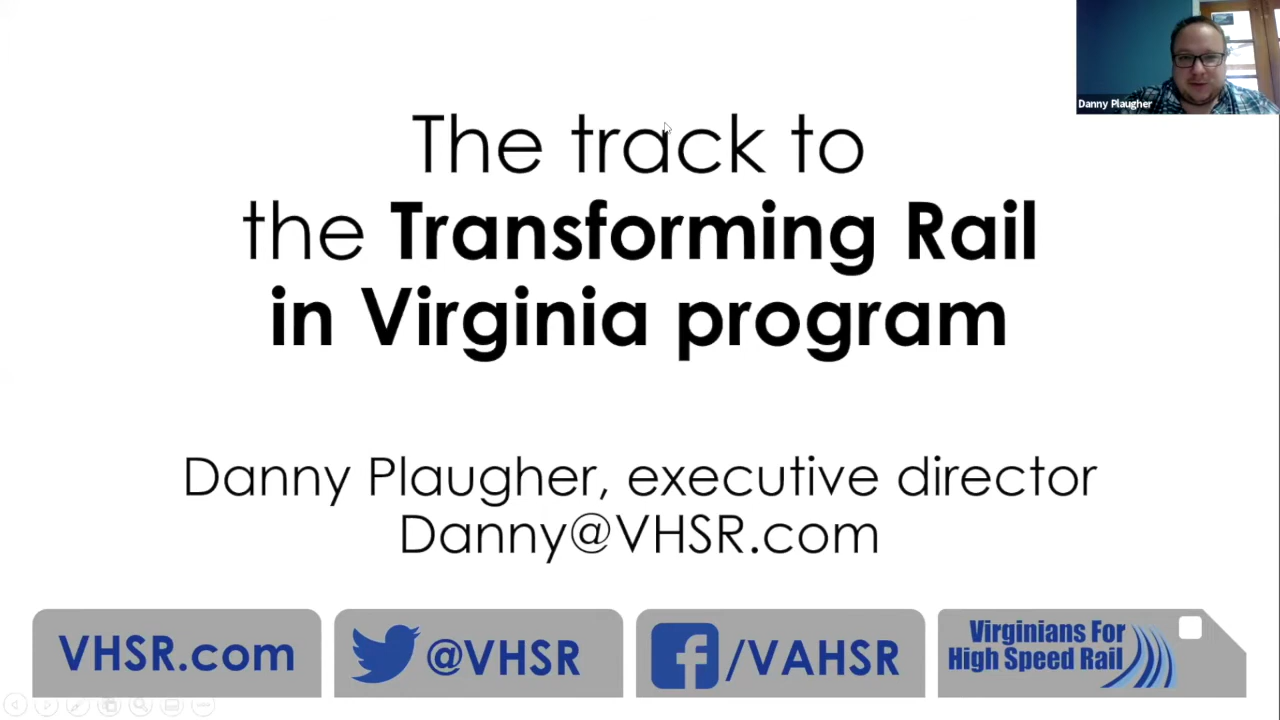 Danny Plaugher
The track to
the Transforming Rail
in Virginia program
Danny Plaugher, executive director
Danny@VHSR.com
VHSR.com
@VHSR
/VAHSR
Virginians For
High Speed Rail